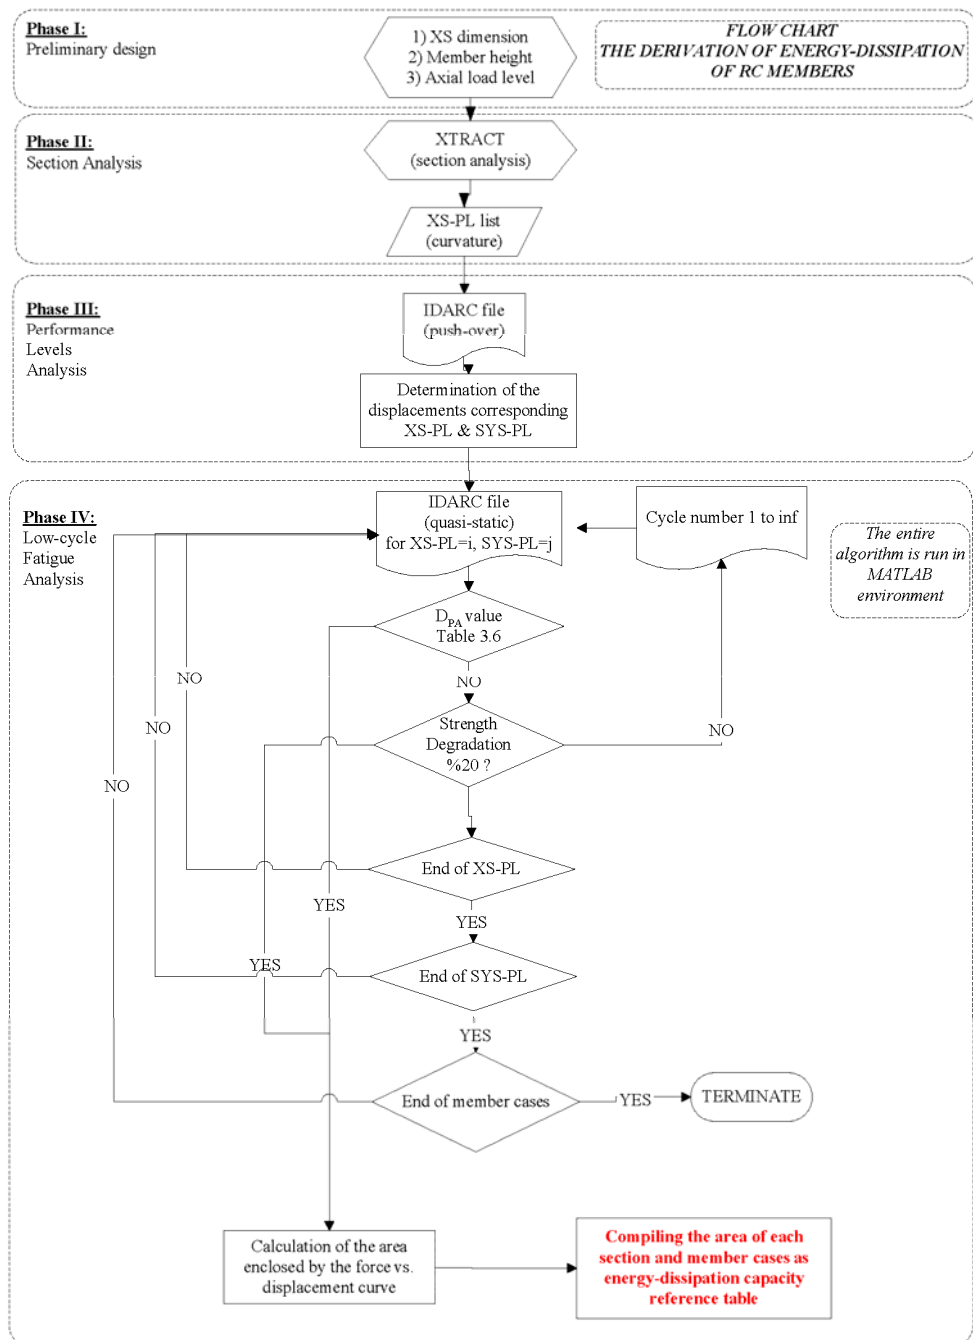 Phase I:
Preliminary design
1) XS dimension
2) Member height
3) Axial load level
FLOW CHART
THE DERIVATION OF ENERGY-DISSIPATION
OF RC MEMBERS
Phase II:
Section Analysis
XTRACT
(section analysis)
XS-PL list
(curvature)
Phase III:
Performance
Levels
Analysis
IDARC file
(push-over)
Determination of the
displacements corresponding
XS-PL & SYS-PL
Phase IV:
Low-cycle
Fatigue
Analysis
IDARC file
(quasi-static)
for XS-PL=i, SYS-PL=j
Cycle number 1 to inf
The entire
algorithm is run in
MATLAB
environment
DPA value
Table 3.6
NO
NO
Strength
Degradation
%20 ?
NO
NO
NO
End of XS-PL
YES
YES
End of SYS-PL
YES
YES
End of member cases
YES
TERMINATE
Calculation of the area
enclosed by the force vs.
displacement curve
Compiling the area of each
section and member cases as
energy-dissipation capacity
reference table